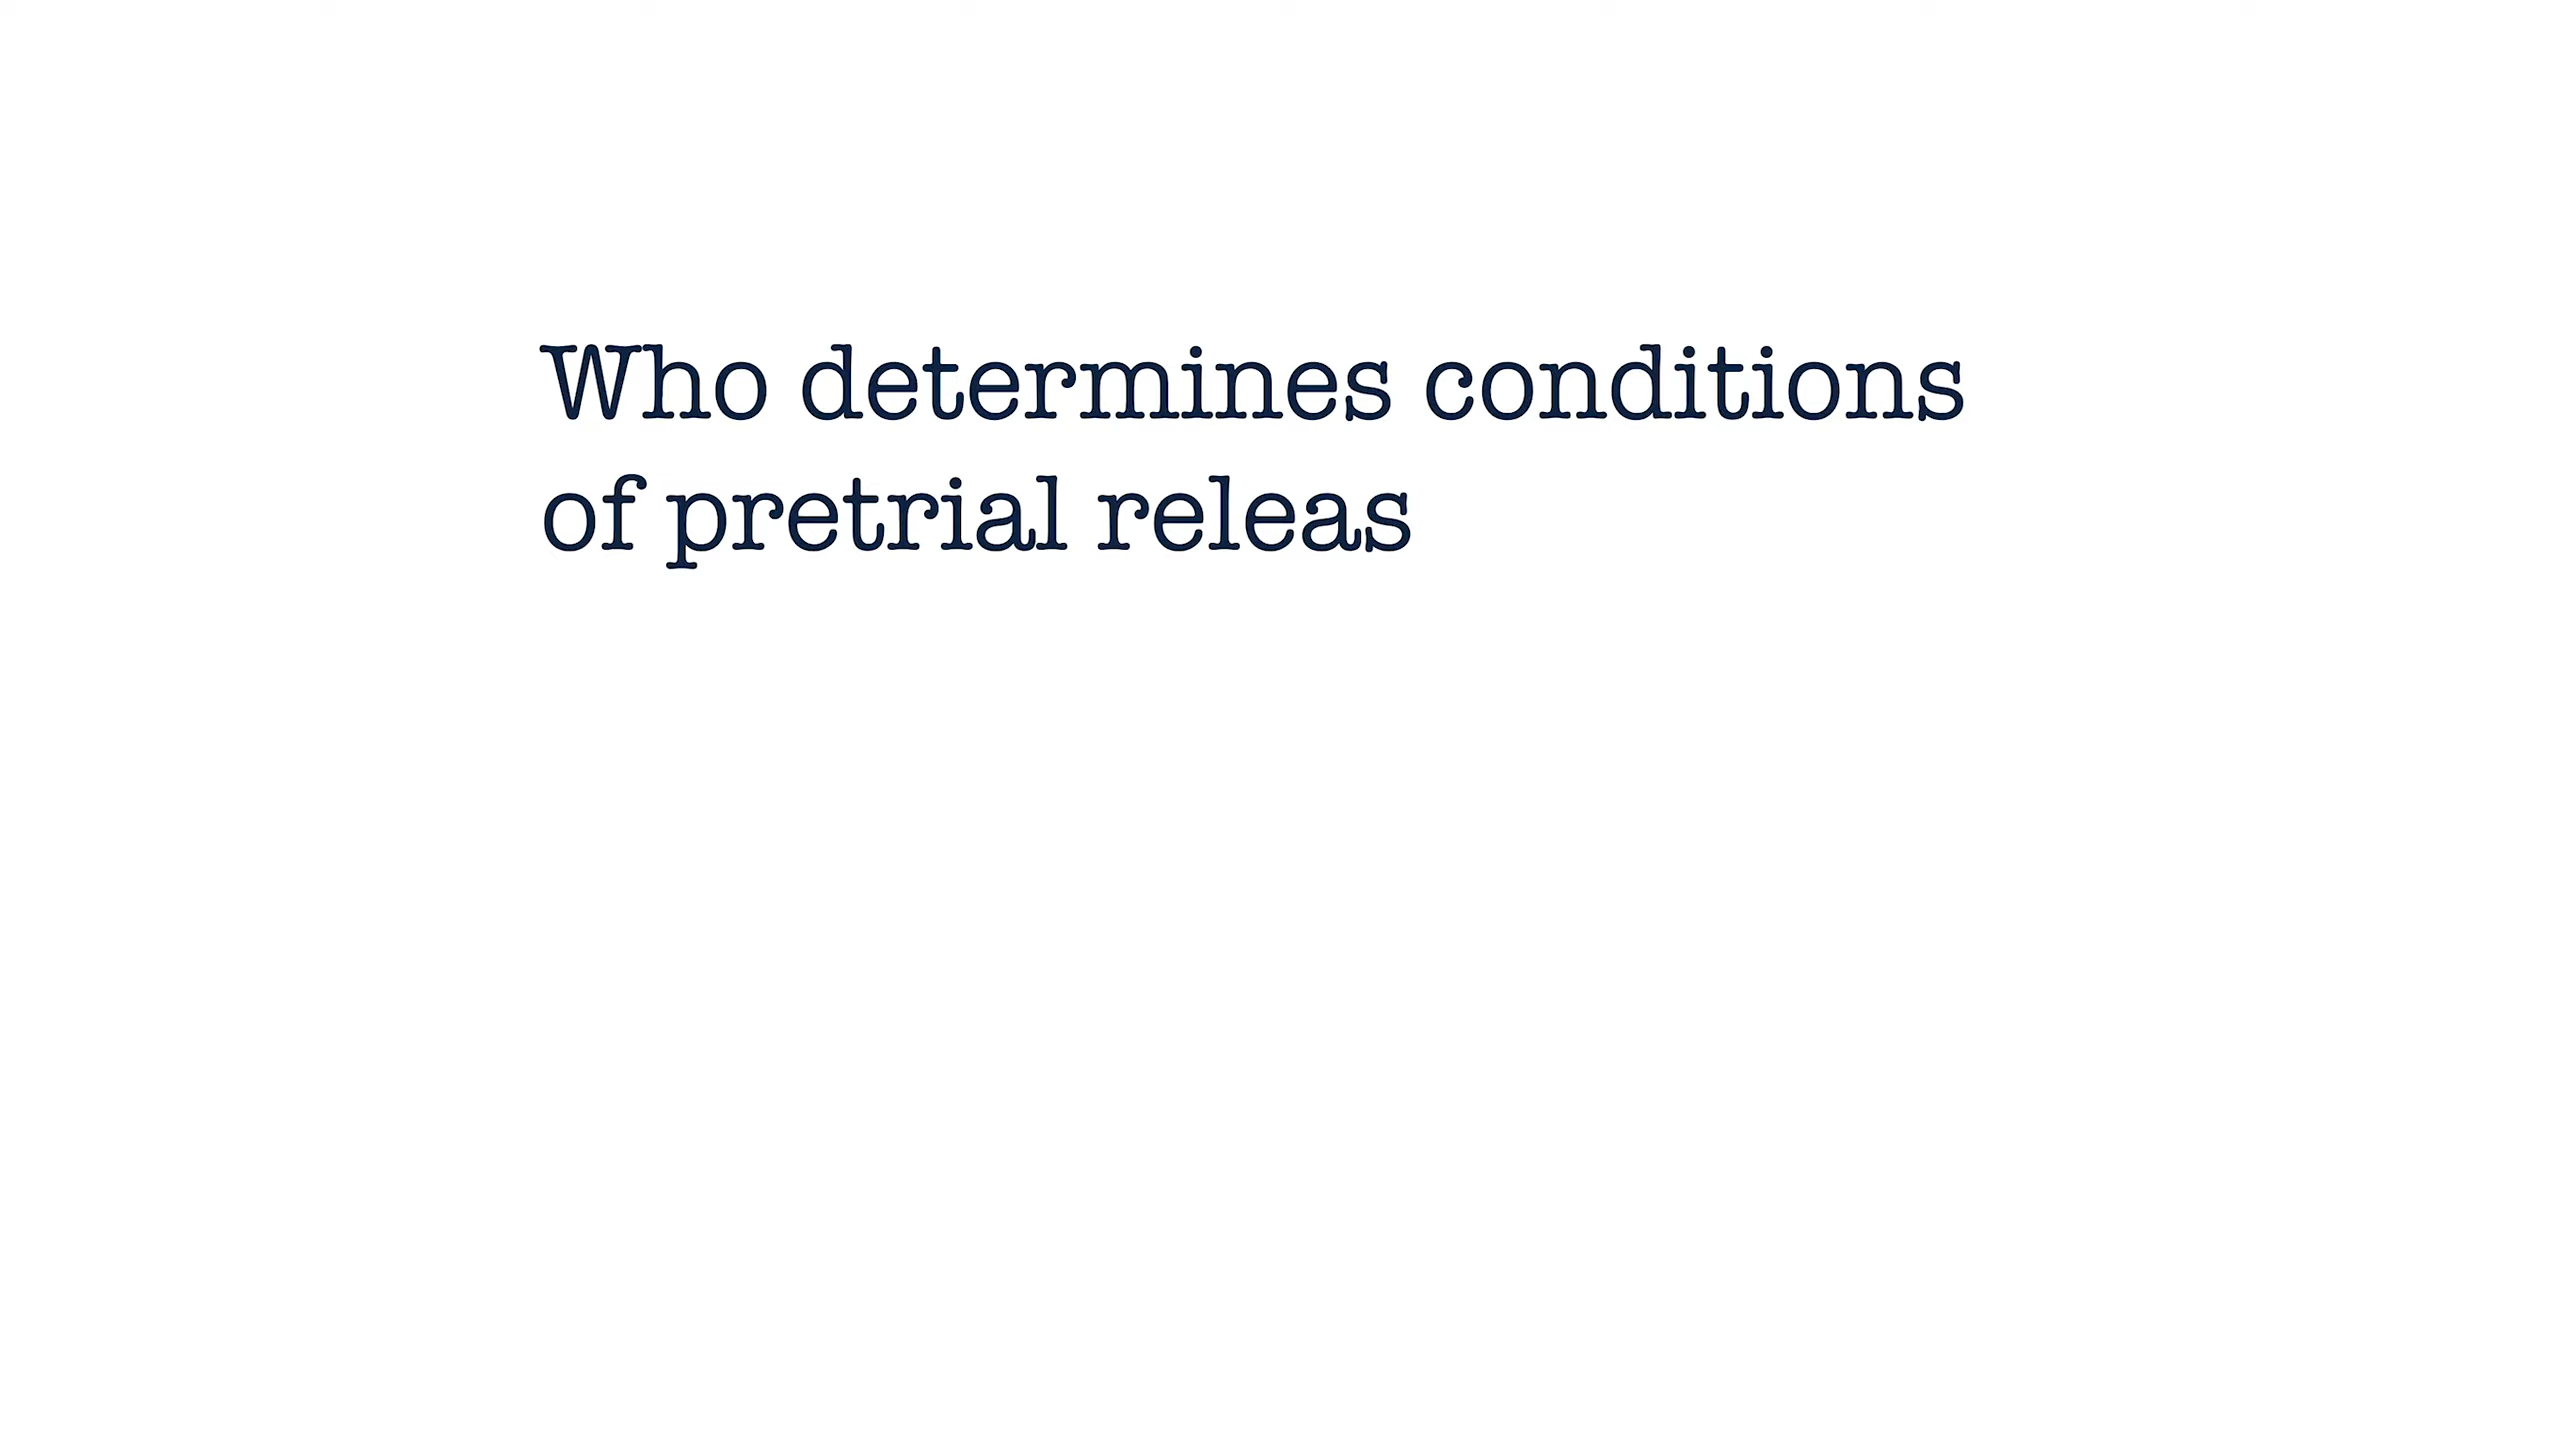 Who determines conditions
of pretrial releas